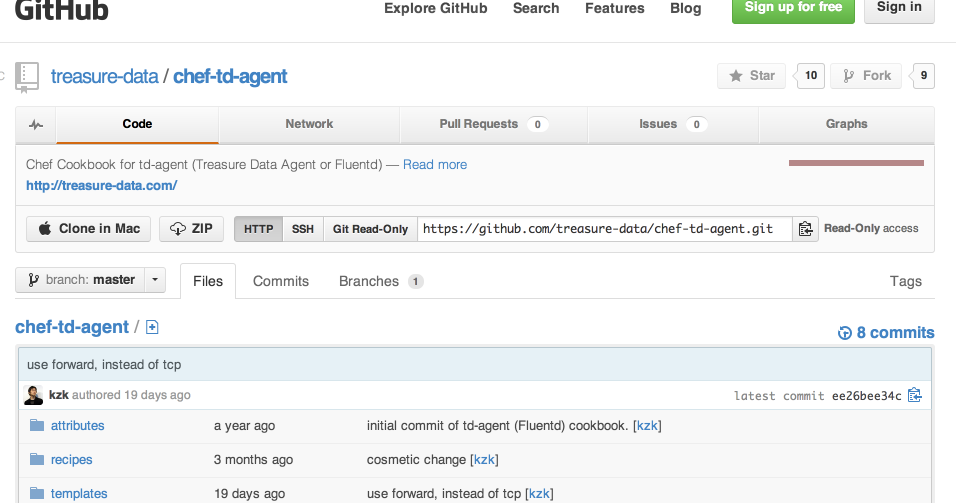 GitHub Explore GitHub Search Features Blog Sign up for free Sign in
treasure-data / chef-td-agent Star 10 Fork 9
Code Network Pull Requests 0 Issues 0 Graphs
Chef Cookbook for td-agent (Treasure Data Agent or Fluentd) — Read more
http://treasure-data.com/
Clone in Mac ZIP HTTP SSH Git Read-Only https://github.com/treasure-data/chef-td-agent.git Read-Only access
branch: master Files Commits Branches 1 Tags
chef-td-agent / 8 commits
use forward, instead of tcp
kzk authored 19 days ago latest commit ee26bee34c
attributes a year ago initial commit of td-agent (Fluentd) cookbook. [kzk]
recipes 3 months ago cosmetic change [kzk]
templates 19 days ago use forward, instead of tcp [kzk]